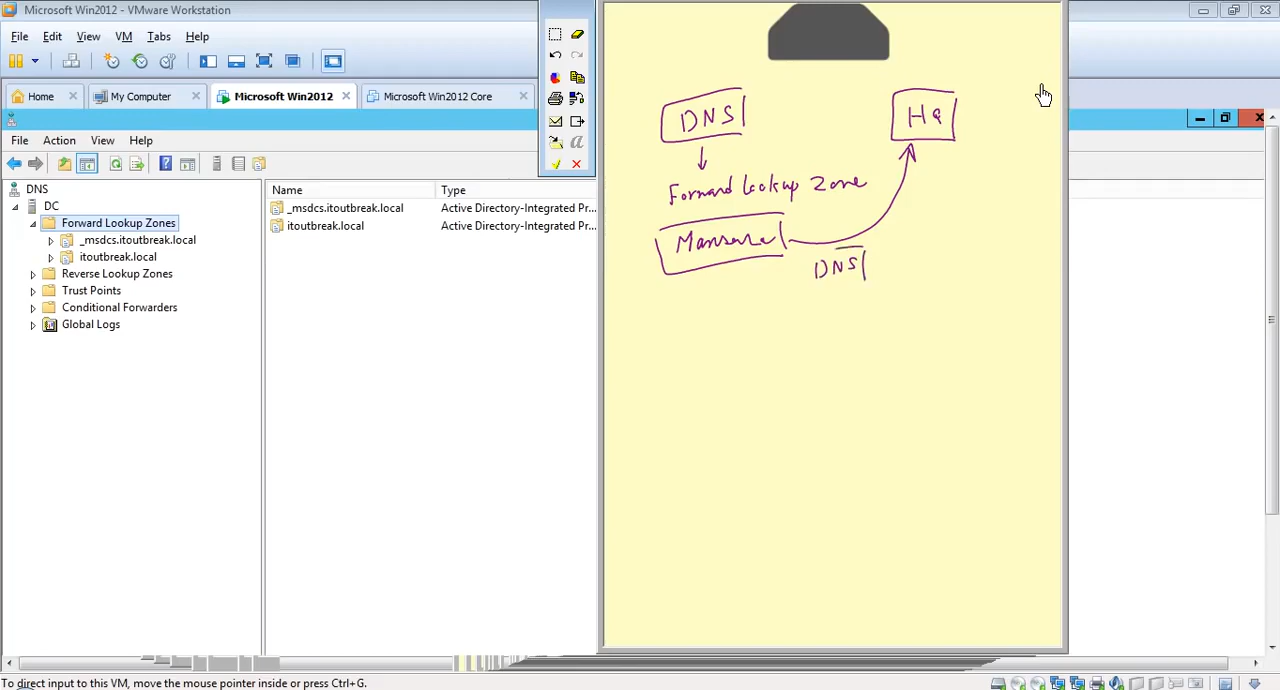 Microsoft Win2012 - VMware Workstation
File Edit View VM Tabs Help
Home My Computer Microsoft Win2012 Microsoft Win2012 Core
File Action View Help
DNS
DC
Forward Lookup Zones
_msdcs.itoutbreak.local
itoutbreak.local
Reverse Lookup Zones
Trust Points
Conditional Forwarders
Global Logs
Name Type
_msdcs.itoutbreak.local Active Directory-Integrated Pr...
itoutbreak.local Active Directory-Integrated Pr...
DNS
Forward Lookup Zone
DNS
To direct input to this VM, move the mouse pointer inside or press Ctrl+G.